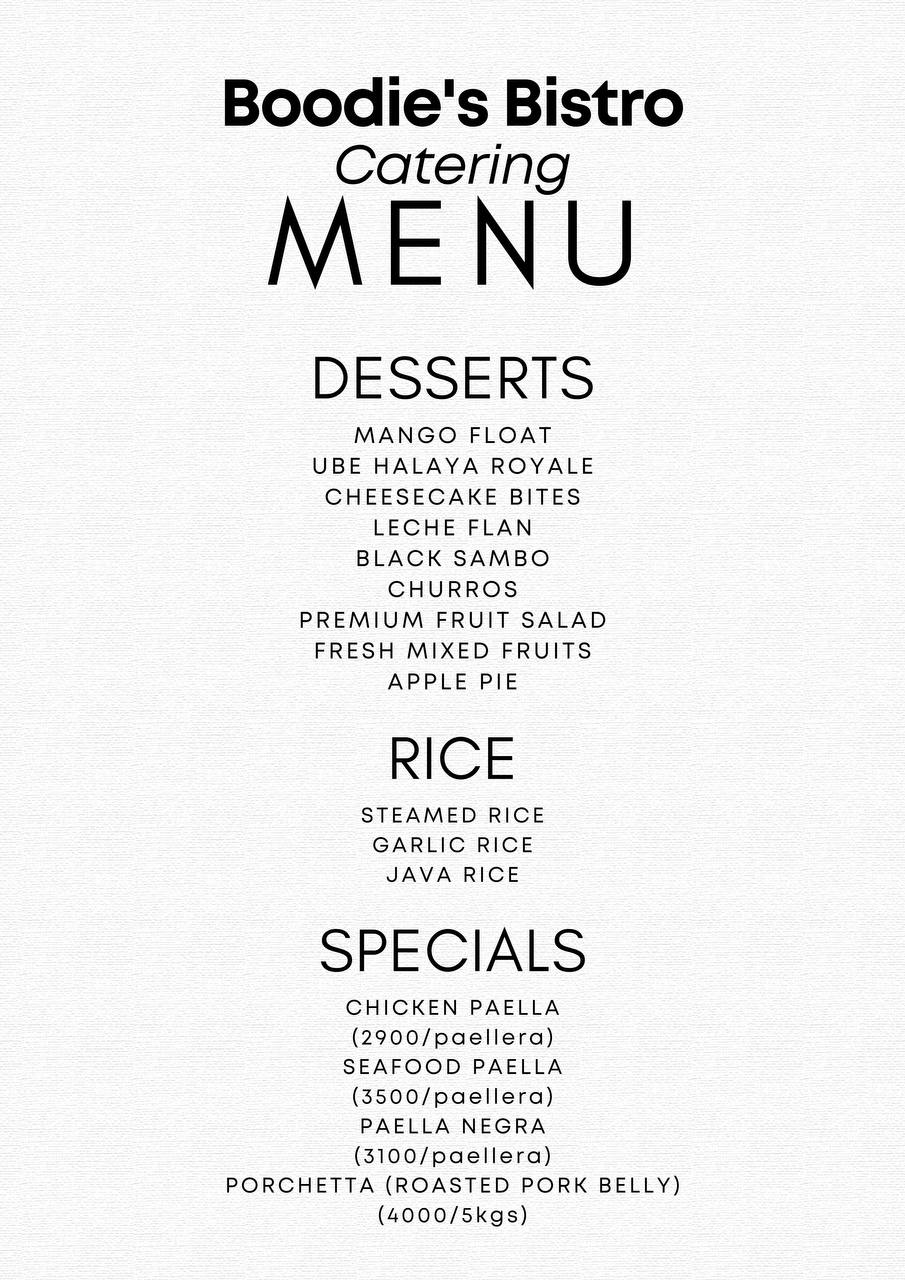 Boodie's Bistro
Catering
MENU
DESSERTS
MANGO FLOAT
UBE HALAYA ROYALE
CHEESECAKE BITES
LECHE FLAN
BLACK SAMBO
CHURROS
PREMIUM FRUIT SALAD
FRESH MIXED FRUITS
APPLE PIE
RICE
STEAMED RICE
GARLIC RICE
JAVA RICE
SPECIALS
CHICKEN PAELLA
(2900/paellera)
SEAFOOD PAELLA
(3500/paellera)
PAELLA NEGRA
(3100/paellera)
PORCHETTA (ROASTED PORK BELLY)
(4000/5kgs)